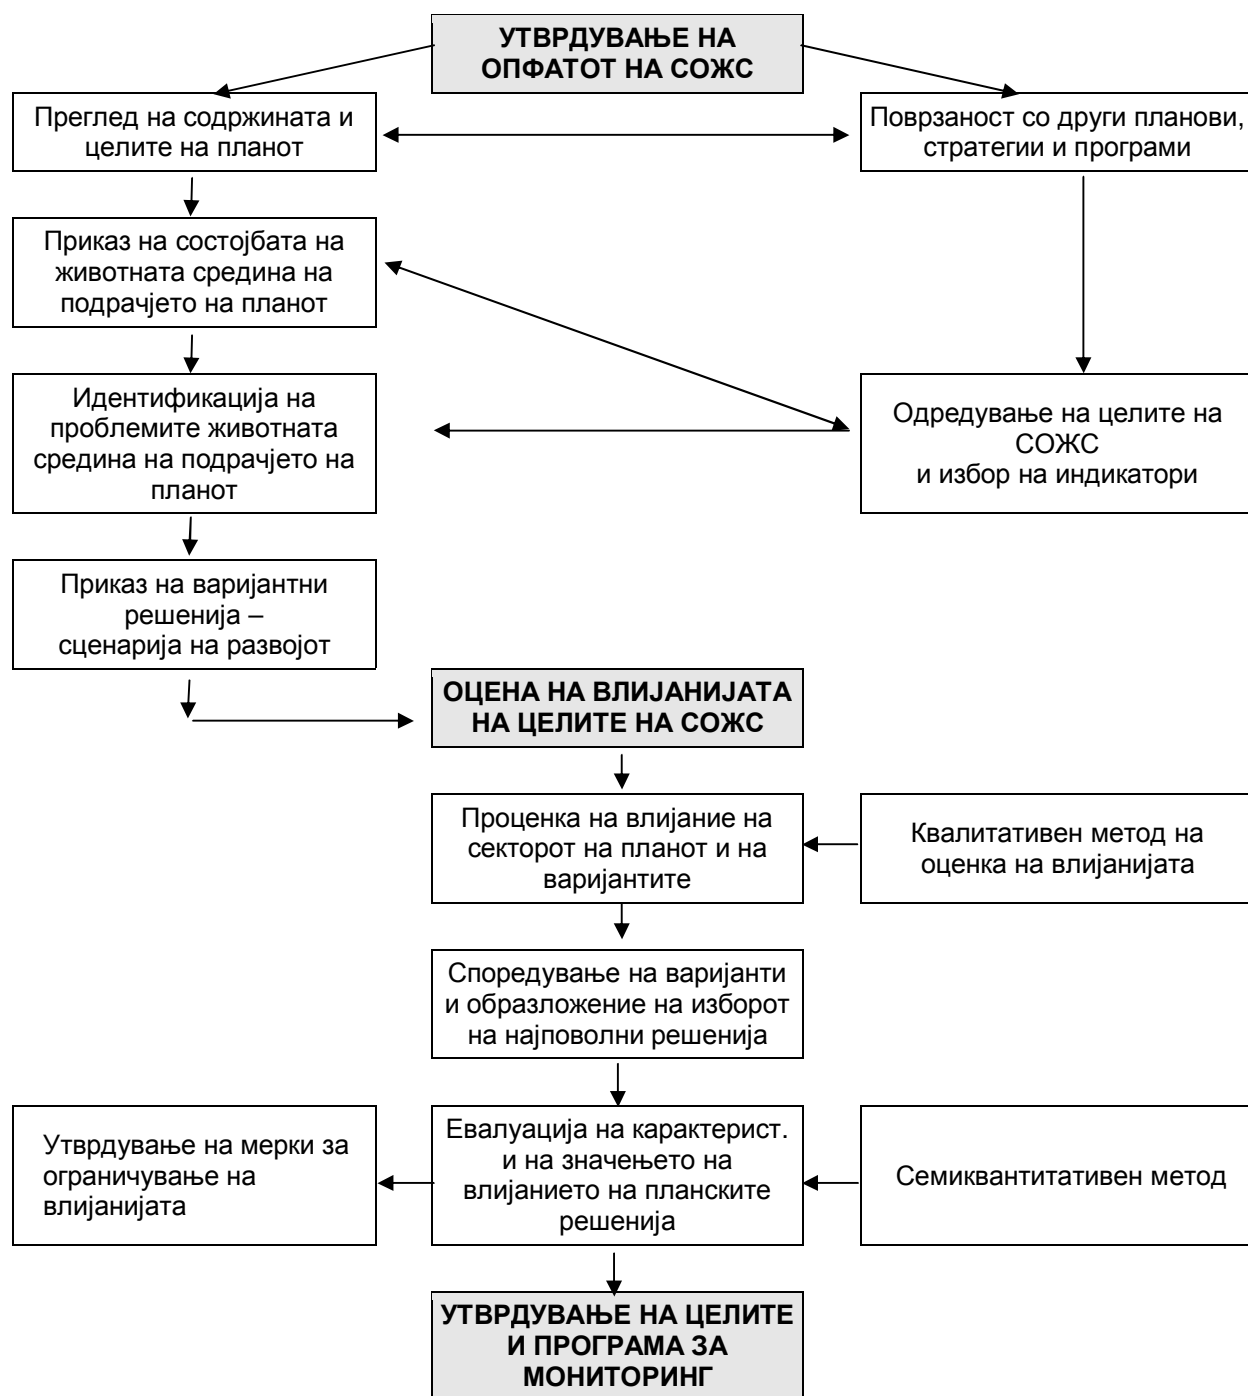 УТВРДУВАЊЕ НА
ОПФАТОТ НА СОЖС
Преглед на содржината и
целите на планот
Поврзаност со други планови,
стратегии и програми
Приказ на состојбата на
животната средина на
подрачјето на планот
Идентификација на
проблемите животната
средина на подрачјето на
планот
Одредување на целите на
СОЖС
и избор на индикатори
Приказ на варијантни
решенија –
сценарија на развојот
ОЦЕНА НА ВЛИЈАНИЈАТА
НА ЦЕЛИТЕ НА СОЖС
Проценка на влијание на
секторот на планот и на
варијантите
Квалитативен метод на
оценка на влијанијата
Споредување на варијанти
и образложение на изборот
на најповолни решенија
Утврдување на мерки за
ограничување на
влијанијата
Евалуација на карактерист.
и на значењето на
влијанието на планските
решенија
Семиквантитативен метод
УТВРДУВАЊЕ НА ЦЕЛИТЕ
И ПРОГРАМА ЗА
МОНИТОРИНГ